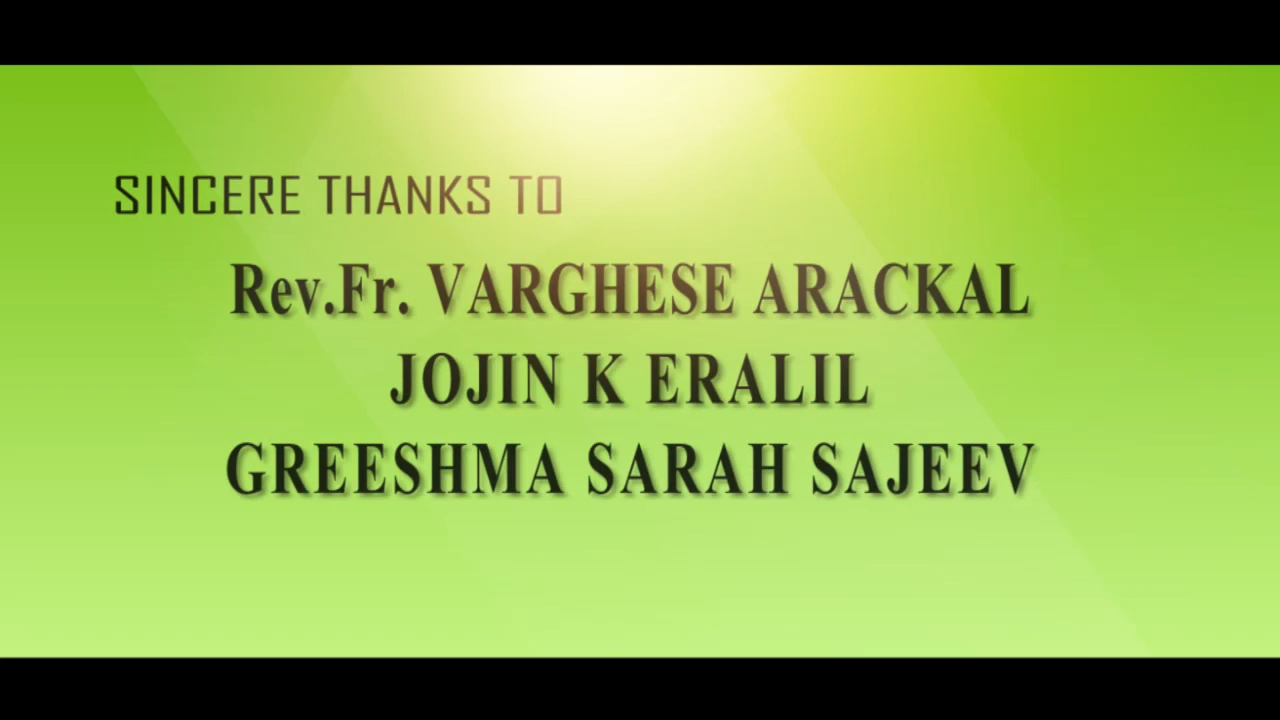 SINCERE THANKS TO
Rev.Fr. VARGHESE ARACKAL
JOJIN K ERALIL
GREESHMA SARAH SAJEEV